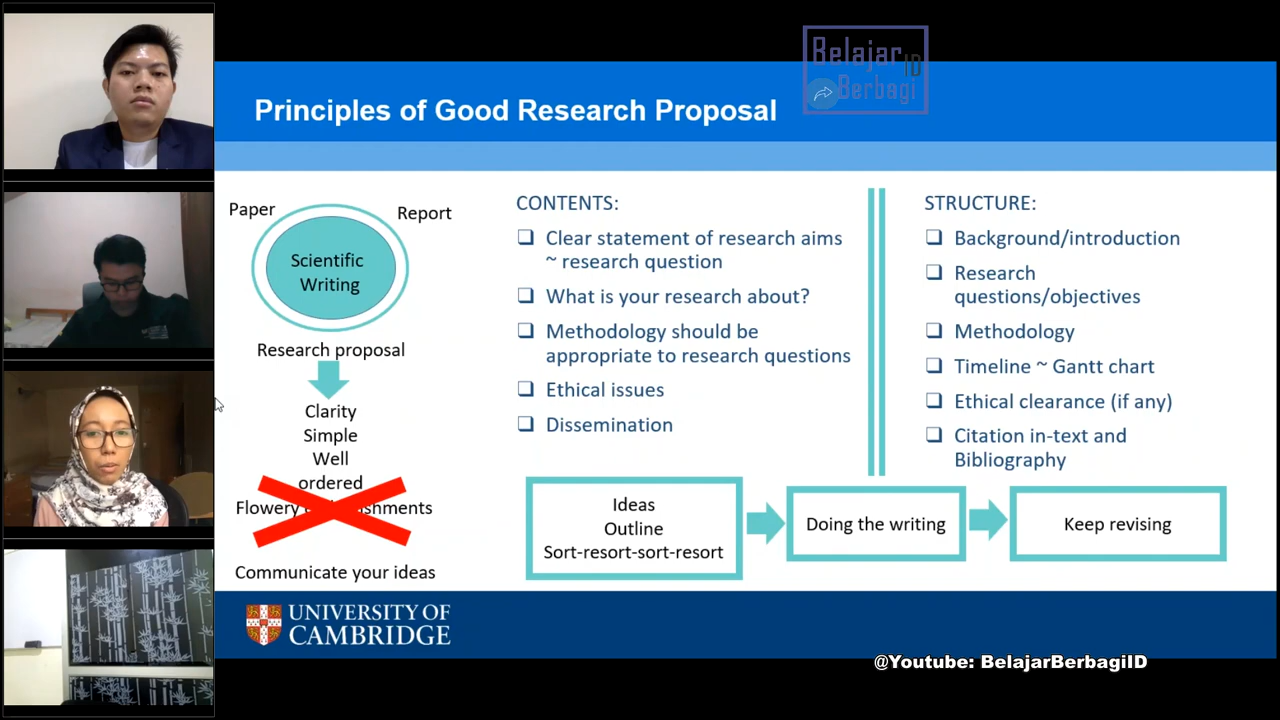 Belajar
ID
Berbagi
Principles of Good Research Proposal
Paper
Report
Scientific
Writing
Research proposal
Clarity
Simple
Well
ordered
Flowery
Communicate your ideas
CONTENTS:
Clear statement of research aims
~ research question
What is your research about?
Methodology should be
appropriate to research questions
Ethical issues
Dissemination
STRUCTURE:
Background/introduction
Research
questions/objectives
Methodology
Timeline ~ Gantt chart
Ethical clearance (if any)
Citation in-text and
Bibliography
Ideas
Outline
Sort-resort-sort-resort
Doing the writing
Keep revising
UNIVERSITY OF
CAMBRIDGE
@Youtube: BelajarBerbagiID